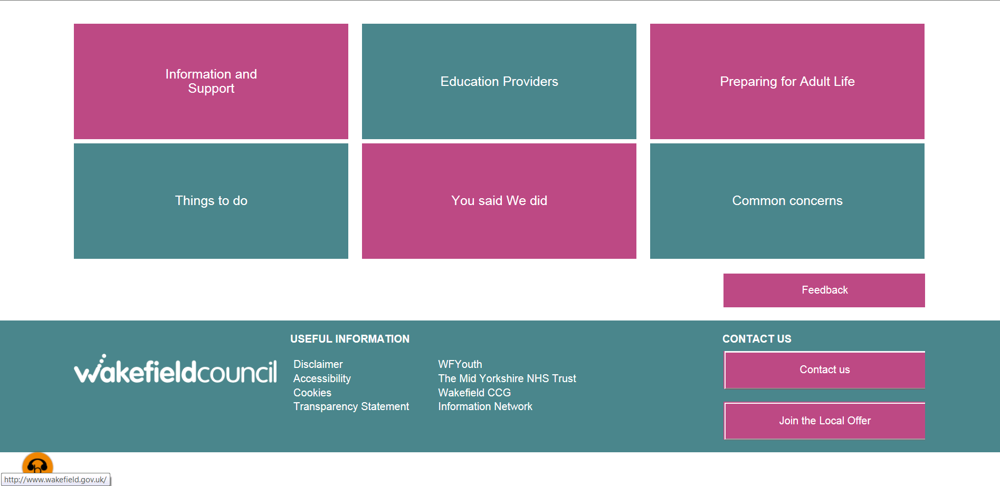 Information and
Support
Education Providers
Preparing for Adult Life
Things to do
You said We did
Common concerns
Feedback
USEFUL INFORMATION
CONTACT US
wakefieldcouncil
Disclaimer
Accessibility
Cookies
Transparency Statement
WFYouth
The Mid Yorkshire NHS Trust
Wakefield CCG
Information Network
Contact us
Join the Local Offer
http://www.wakefield.gov.uk/